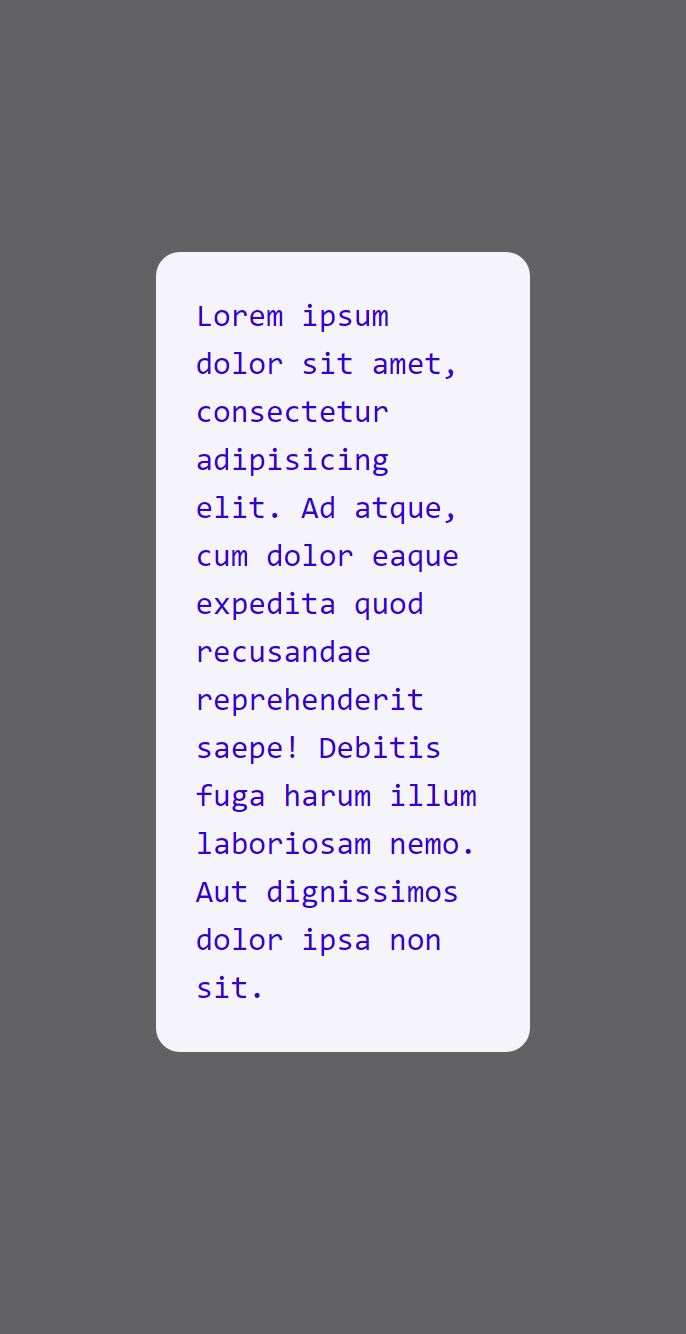 Lorem ipsum
dolor sit amet,
consectetur
adipisicing
elit. Ad atque,
cum dolor eaque
expedita quod
recusandae
reprehenderit
saepe! Debitis
fuga harum illum
laboriosam nemo.
Aut dignissimos
dolor ipsa non
sit.